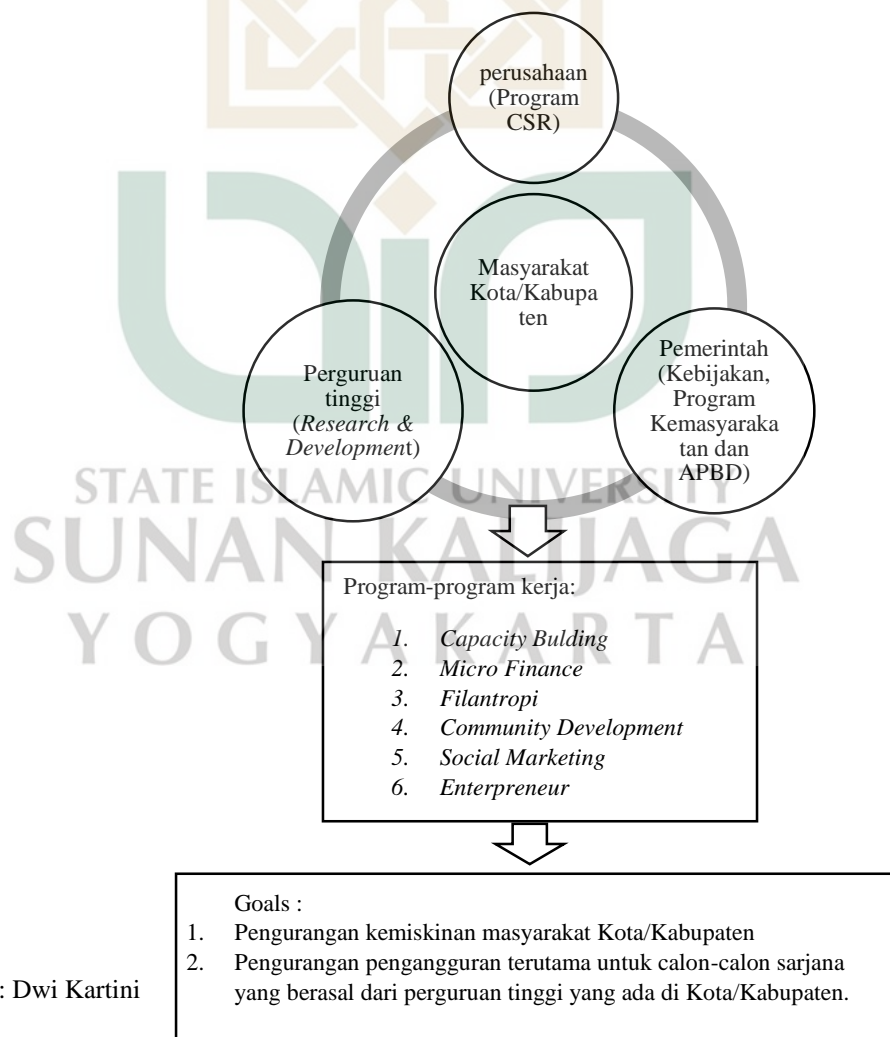 perusahaan
(Program
CSR)
Masyarakat
Kota/Kabupa
ten
Perguruan
tinggi
(Research &
Development)
Pemerintah
(Kebijakan,
Program
Kemasyaraka
tan dan
APBD)
STATE ISLAMIC UNIVERSITY
SUNAN KALIJAGA
YOGYAKARTA
Program-program kerja:
1. Capacity Bulding
2. Micro Finance
3. Filantropi
4. Community Development
5. Social Marketing
6. Enterpreneur
Goals :
1. Pengurangan kemiskinan masyarakat Kota/Kabupaten
2. Pengurangan pengangguran terutama untuk calon-calon sarjana
yang berasal dari perguruan tinggi yang ada di Kota/Kabupaten.
: Dwi Kartini